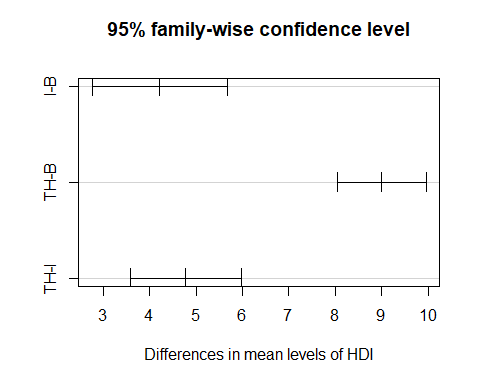 95% family-wise confidence level
I-B
TH-B
TH-I
3 4 5 6 7 8 9 10
Differences in mean levels of HDI